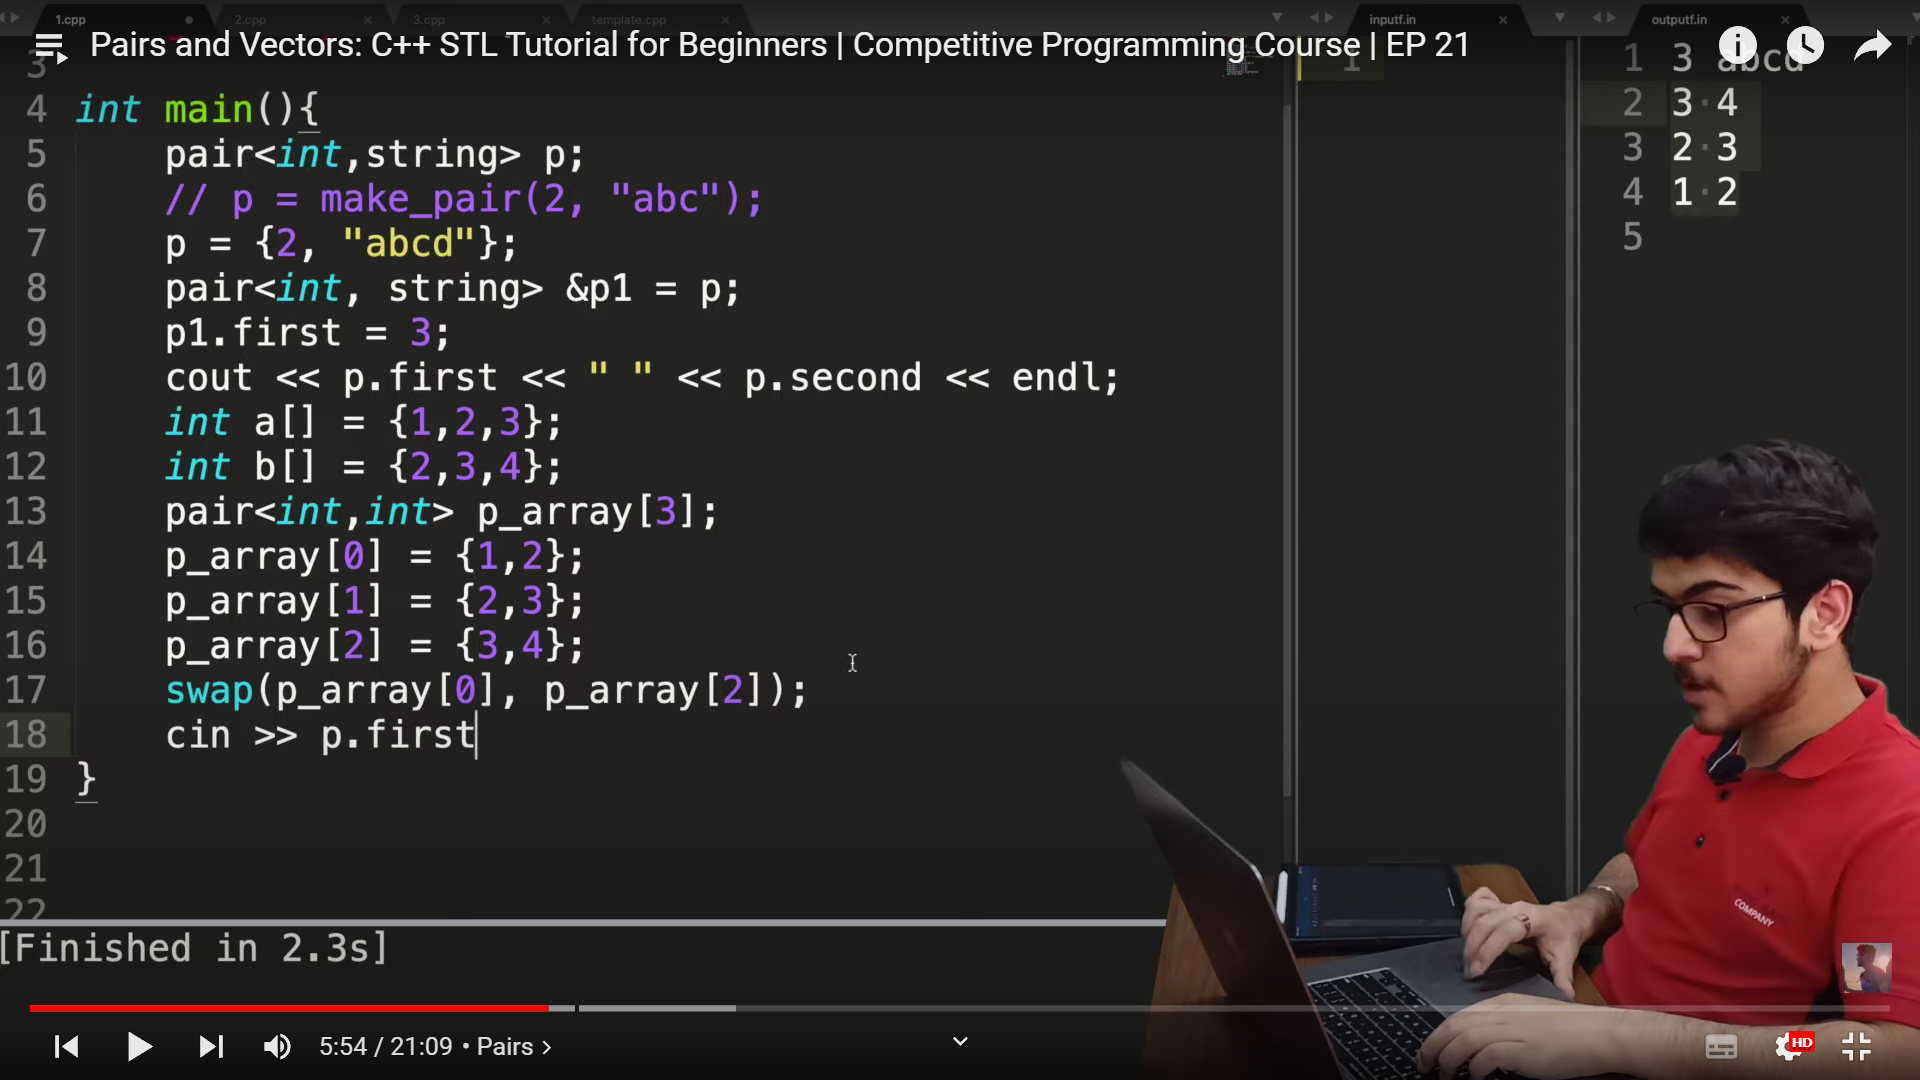 1.cpp
2.cpp
3.cpp
template.cpp
inputf.in
outputf.in
Pairs and Vectors: C++ STL Tutorial for Beginners | Competitive Programming Course | EP 21
3
4 int main(){
5 pair<int,string> p;
6 // p = make_pair(2, "abc");
7 p = {2, "abcd"};
8 pair<int, string> &p1 = p;
9 p1.first = 3;
10 cout << p.first << " " << p.second << endl;
11 int a[] = {1,2,3};
12 int b[] = {2,3,4};
13 pair<int,int> p_array[3];
14 p_array[0] = {1,2};
15 p_array[1] = {2,3};
16 p_array[2] = {3,4};
17 swap(p_array[0], p_array[2]);
18 cin >> p.first
19 }
20
21
22
1
1 3 abcd
2 3·4
3 2·3
4 1·2
5
COMPANY
[Finished in 2.3s]
5:54 / 21:09 • Pairs >
HD